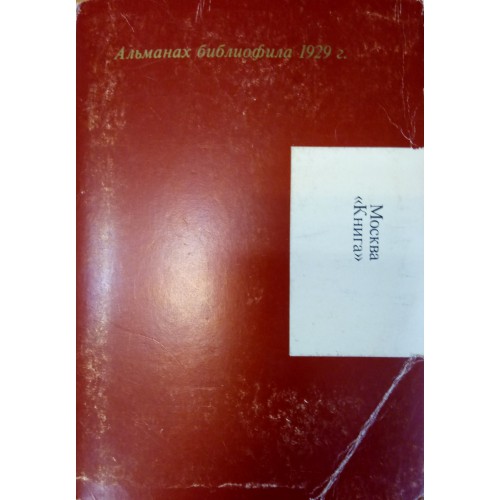 Альманах библиофила 1929 г.
Москва
«Книга»